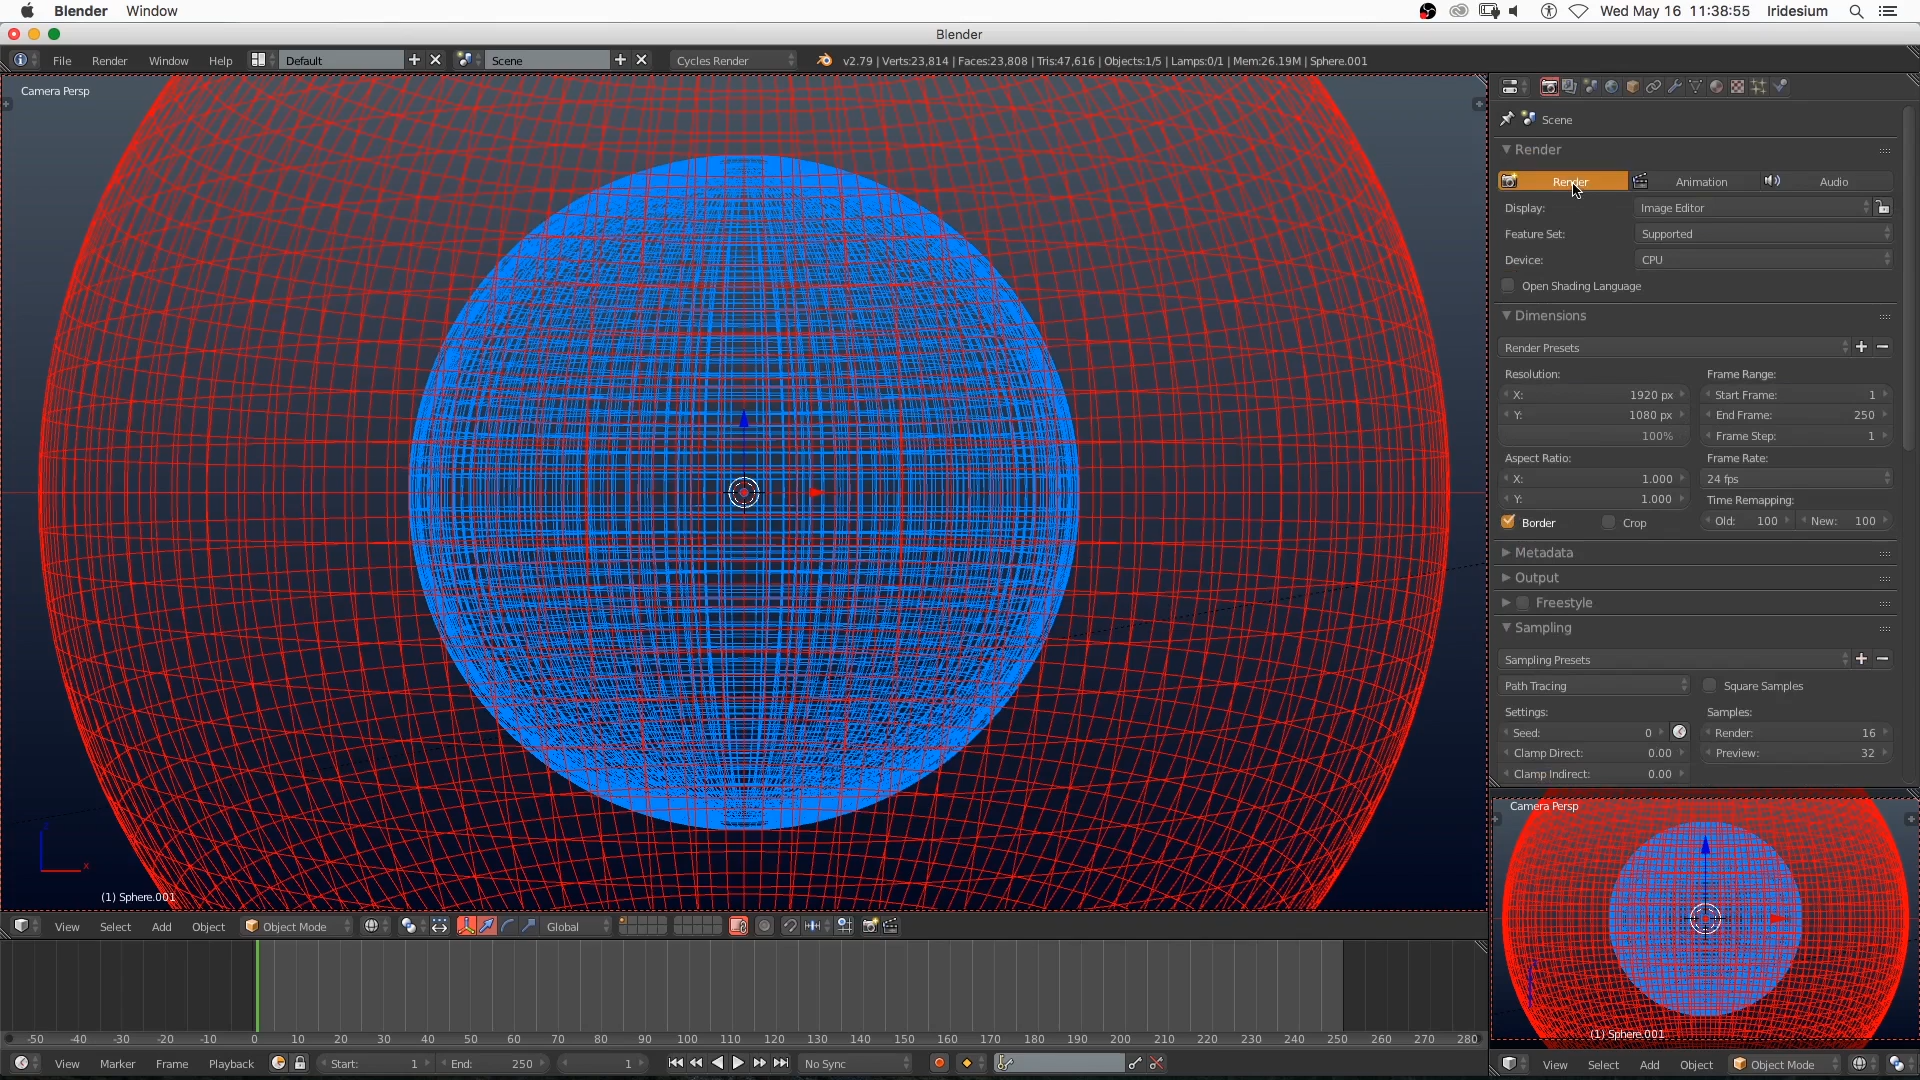 Blender Window Wed May 16 11:38:55 Iridesium
Blender
File Render Window Help Default Scene Cycles Render v2.79 | Verts:23,814 | Faces:23,808 | Tris:47,616 | Objects:1/5 | Lamps:0/1 | Mem:26.19M | Sphere.001
Camera Persp
Scene
Render
Render Animation Audio
Display: Image Editor
Feature Set: Supported
Device: CPU
Open Shading Language
Dimensions
Render Presets
Resolution: Frame Range:
X: 1920 px Start Frame: 1
Y: 1080 px End Frame: 250
100% Frame Step: 1
Aspect Ratio: Frame Rate:
X: 1.000 24 fps
Y: 1.000 Time Remapping:
Border Crop Old: 100 New: 100
Metadata
Output
Freestyle
Sampling
Sampling Presets
Path Tracing Square Samples
Settings: Samples:
Seed: 0 Render: 16
Clamp Direct: 0.00 Preview: 32
Clamp Indirect: 0.00
Camera Persp
x
(1) Sphere.001
View Select Add Object Object Mode Global
(1) Sphere.001
-50 -40 -30 -20 -10 0 10 20 30 40 50 60 70 80 90 100 110 120 130 140 150 160 170 180 190 200 210 220 230 240 250 260 270 280
View Marker Frame Playback Start: 1 End: 250 1 No Sync
View Select Add Object Object Mode